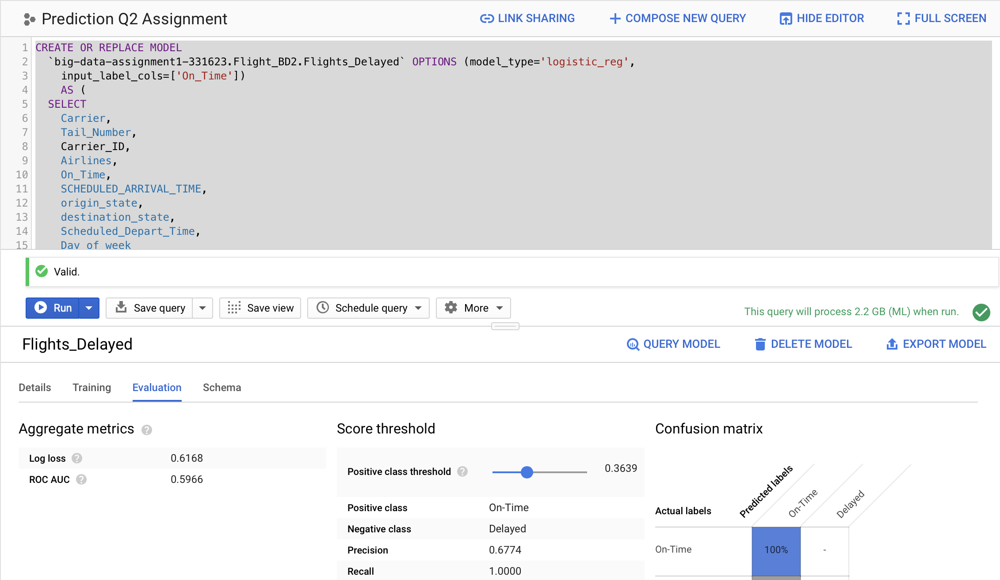 Prediction Q2 Assignment
LINK SHARING
COMPOSE NEW QUERY
HIDE EDITOR
FULL SCREEN
1 CREATE OR REPLACE MODEL
2 `big-data-assignment1-331623.Flight_BD2.Flights_Delayed` OPTIONS (model_type='logistic_reg',
3 input_label_cols=['On_Time'])
4 AS (
5 SELECT
6 Carrier,
7 Tail_Number,
8 Carrier_ID,
9 Airlines,
10 On_Time,
11 SCHEDULED_ARRIVAL_TIME,
12 origin_state,
13 destination_state,
14 Scheduled_Depart_Time,
15 Day_of_week
Valid.
Run
Save query
Save view
Schedule query
More
This query will process 2.2 GB (ML) when run.
Flights_Delayed
QUERY MODEL
DELETE MODEL
EXPORT MODEL
Details
Training
Evaluation
Schema
Aggregate metrics ?
Log loss ? 0.6168
ROC AUC ? 0.5966
Score threshold
Positive class threshold ? 0.3639
Positive class On-Time
Negative class Delayed
Precision 0.6774
Recall 1.0000
Confusion matrix
Predicted labels
On-Time
Delayed
Actual labels
On-Time 100% -